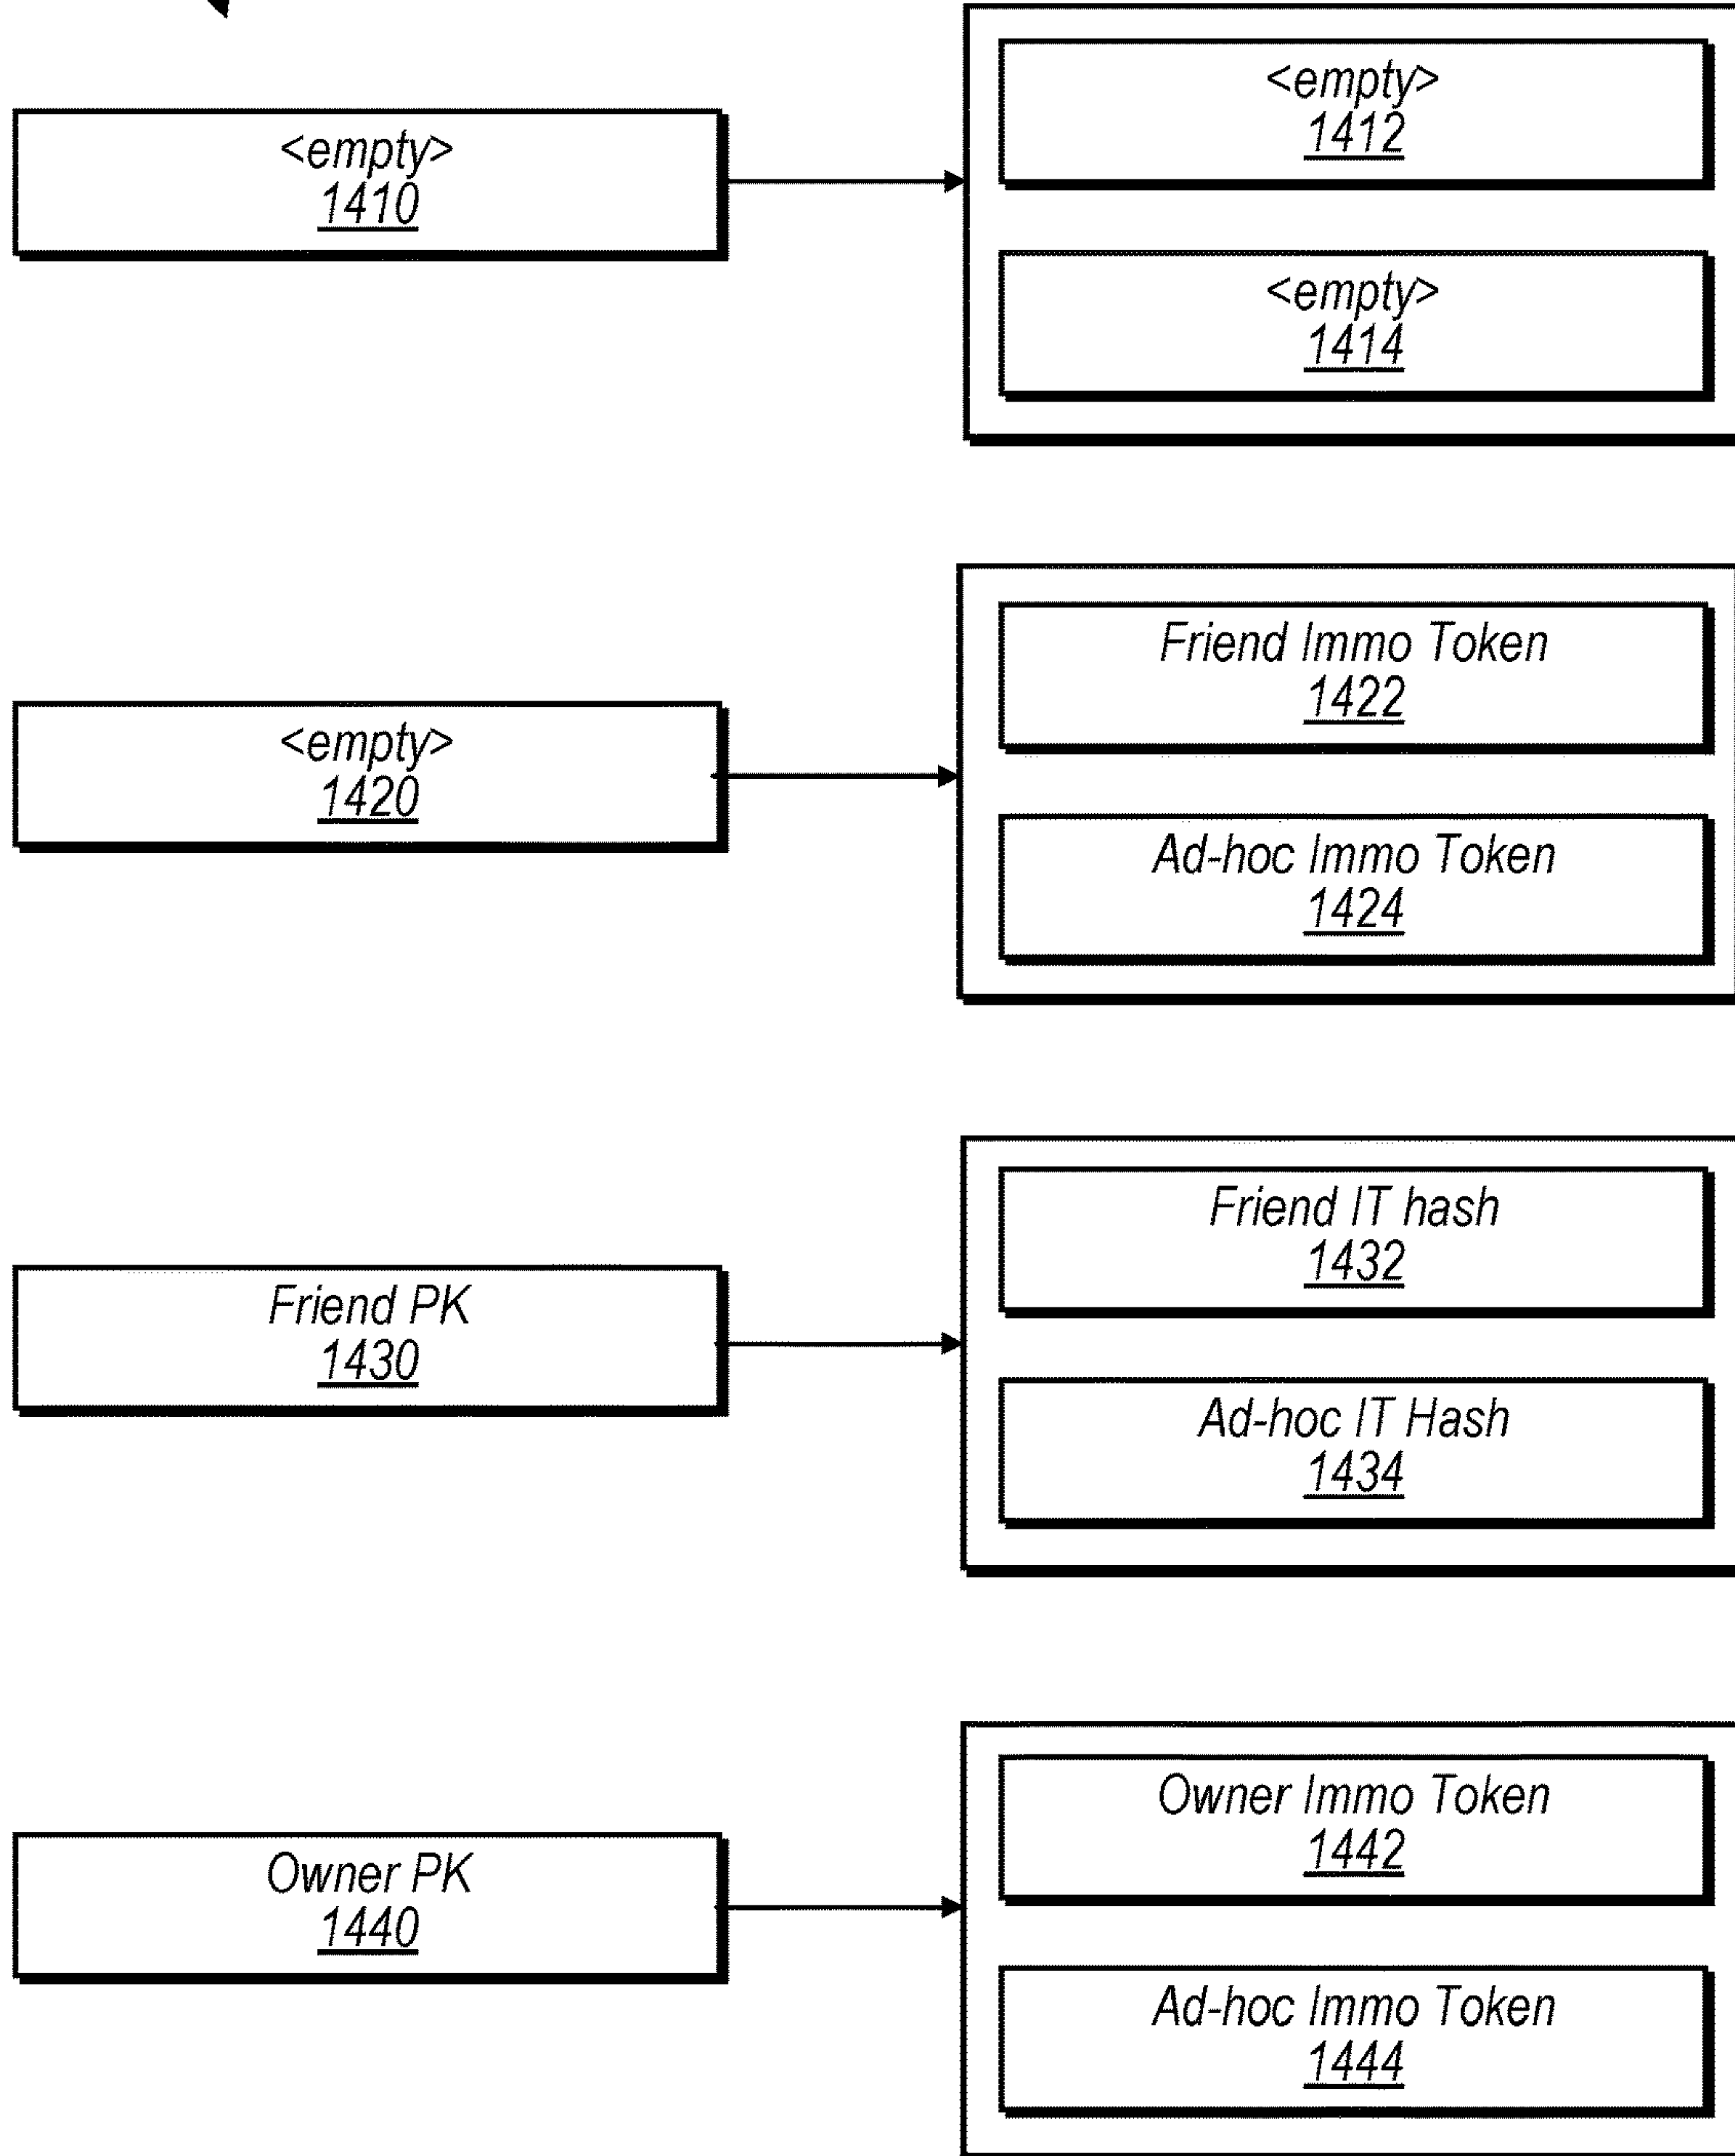 <empty>
1410
<empty>
1412
<empty>
1414
<empty>
1420
Friend Immo Token
1422
Ad-hoc Immo Token
1424
Friend PK
1430
Friend IT hash
1432
Ad-hoc IT Hash
1434
Owner PK
1440
Owner Immo Token
1442
Ad-hoc Immo Token
1444